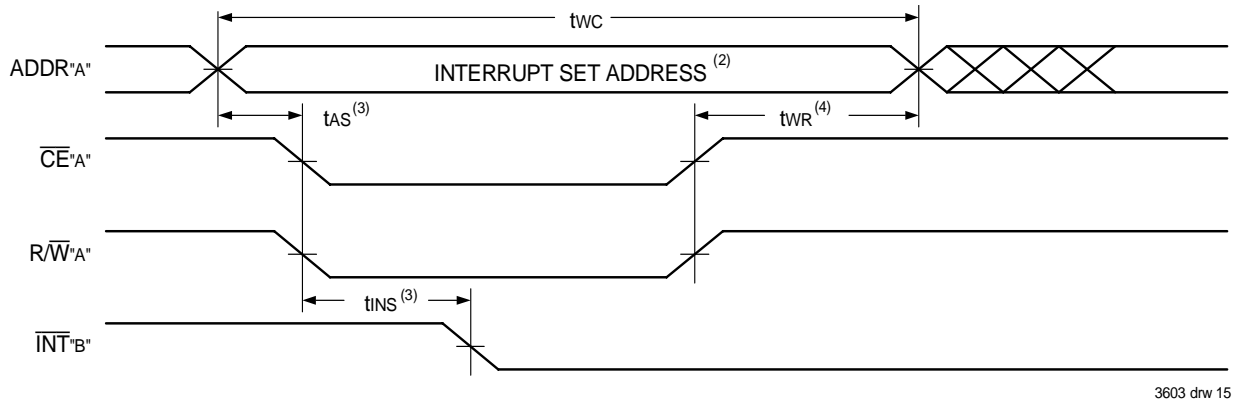 tWC
ADDR"A"
INTERRUPT SET ADDRESS (2)
tAS(3)
tWR(4)
CE"A"
R/W"A"
tINS(3)
INT"B"
3603 drw 15